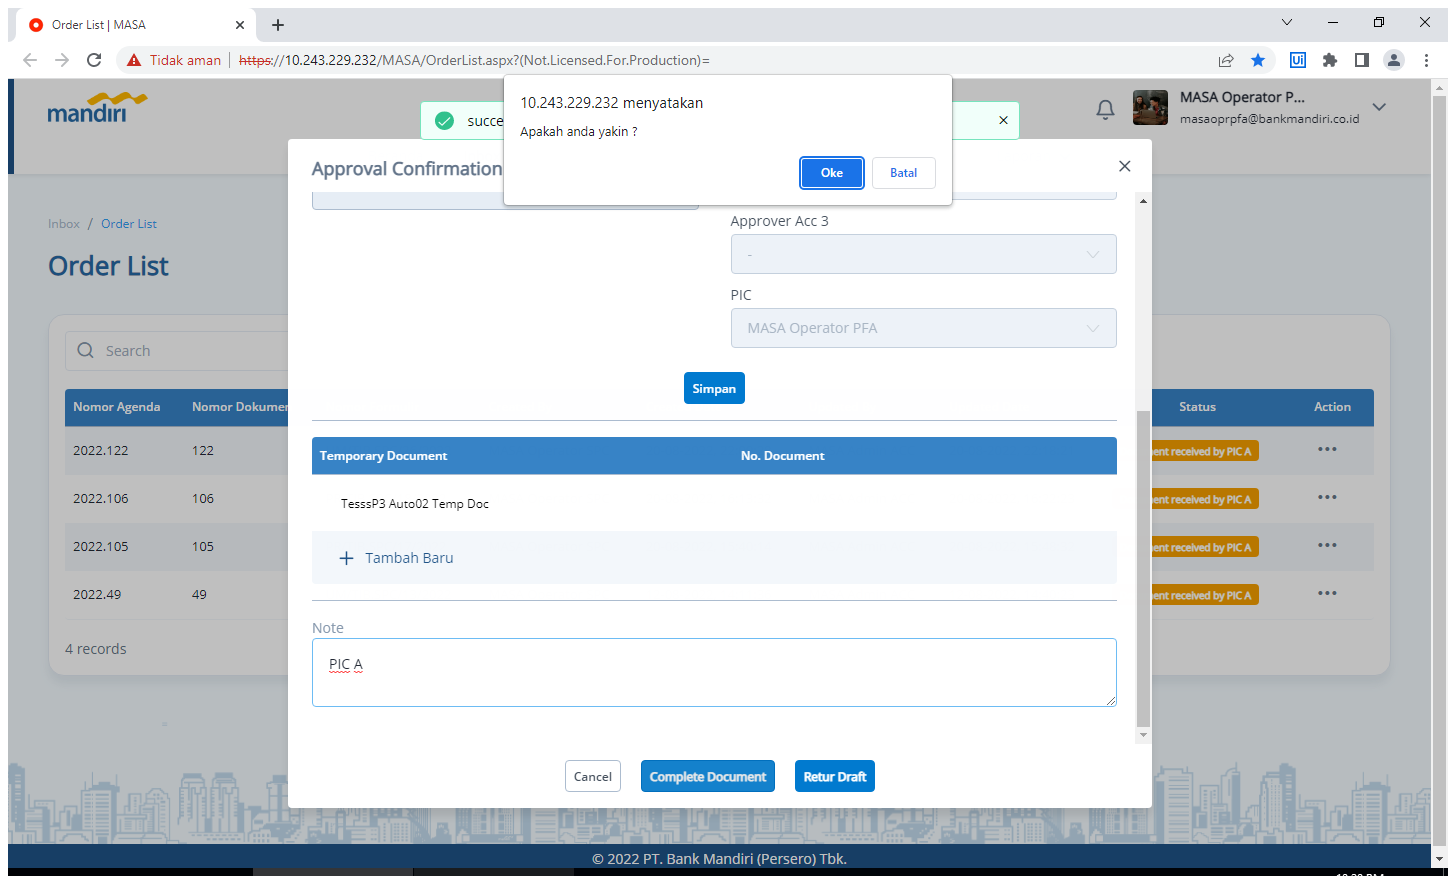 Order List | MASA
Tidak aman
https://10.243.229.232/MASA/OrderList.aspx?(Not.Licensed.For.Production)=
mandiri
succe
10.243.229.232 menyatakan
Apakah anda yakin ?
Oke
Batal
MASA Operator P...
masaoprpfa@bankmandiri.co.id
Approval Confirmation
Inbox / Order List
Order List
Search
Approver Acc 3
-
PIC
MASA Operator PFA
Simpan
Nomor Agenda
Nomor Dokumen
Status
Action
2022.122
122
ent received by PIC A
2022.106
106
ent received by PIC A
2022.105
105
ent received by PIC A
2022.49
49
ent received by PIC A
4 records
Temporary Document
No. Document
TesssP3 Auto02 Temp Doc
Tambah Baru
Note
PIC A
Cancel
Complete Document
Retur Draft
© 2022 PT. Bank Mandiri (Persero) Tbk.